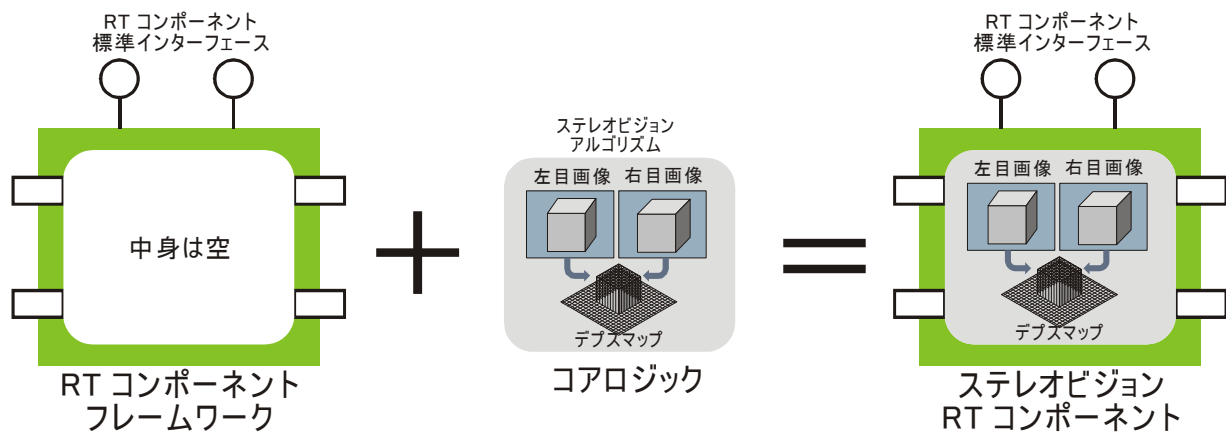 RT コンポーネント
標準インターフェース
中身は空
RT コンポーネント
フレームワーク
ステレオビジョン
アルゴリズム
左目画像
右目画像
デプスマップ
コアロジック
RT コンポーネント
標準インターフェース
左目画像
右目画像
デプスマップ
ステレオビジョン
RT コンポーネント